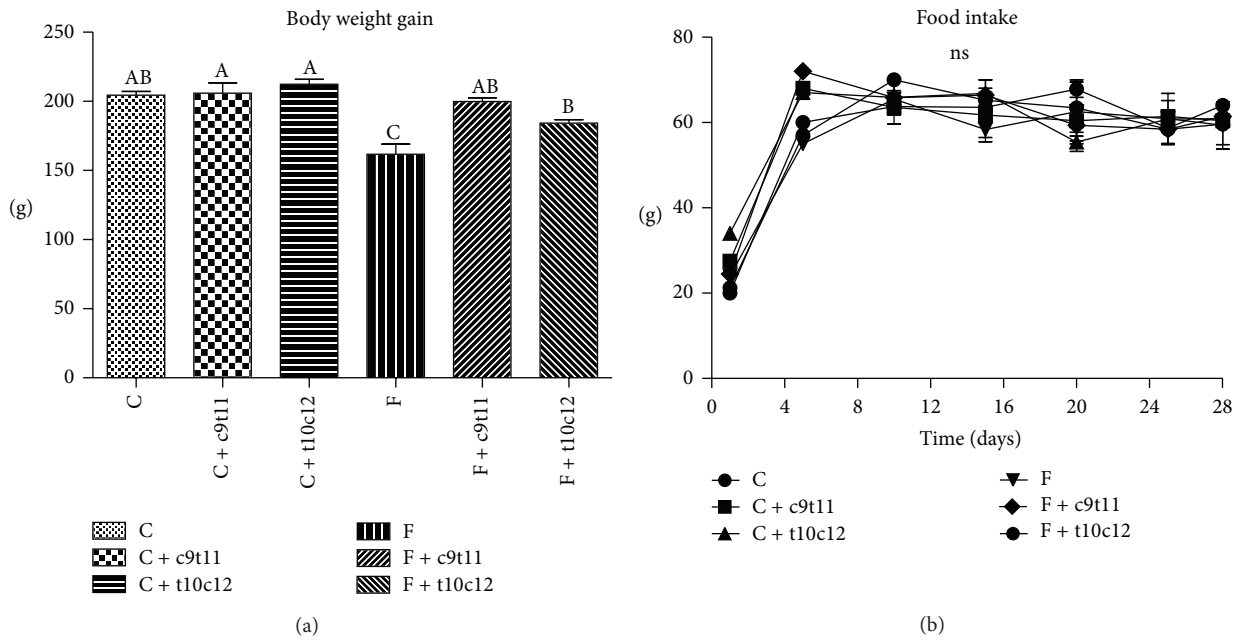 Body weight gain
250
200
150
100
50
0
(g)
AB
A
A
C
AB
B
C
C + c9t11
C + t10c12
F
F + c9t11
F + t10c12
C
C + c9t11
C + t10c12
F
F + c9t11
F + t10c12
(a)
Food intake
ns
80
60
40
20
0
(g)
0 4 8 12 16 20 24 28
Time (days)
C
C + c9t11
C + t10c12
F
F + c9t11
F + t10c12
(b)